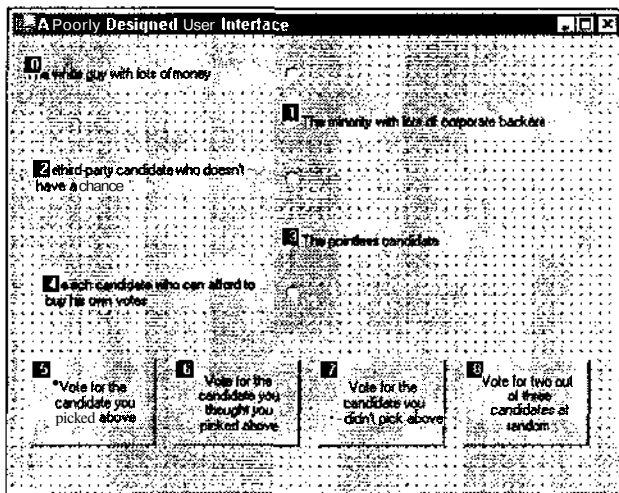 A Poorly Designed User Interface
0
white guy with lots of money
1
The minority with lots of corporate backers
2
third-party candidate who doesn't
have a chance
3
The pointless candidate
4
rich candidate who can afford to
buy his own votes
5
Vote for the
candidate you
picked above
6
Vote for the
candidate you
thought you
picked above
7
Vote for the
candidate you
didn't pick above
8
Vote for two out
of three
candidates at
random